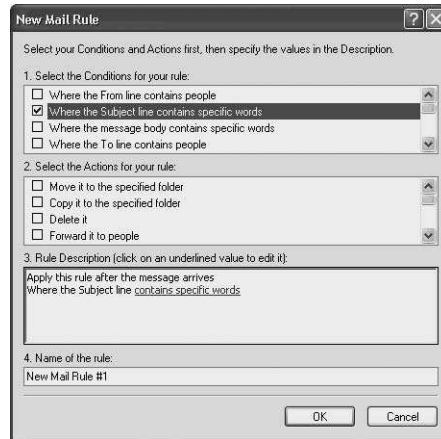 New Mail Rule
Select your Conditions and Actions first, then specify the values in the Description.
1. Select the Conditions for your rule:
Where the From line contains people
Where the Subject line contains specific words
Where the message body contains specific words
Where the To line contains people
2. Select the Actions for your rule:
Move it to the specified folder
Copy it to the specified folder
Delete it
Forward it to people
3. Rule Description (click on an underlined value to edit it):
Apply this rule after the message arrives
Where the Subject line contains specific words
4. Name of the rule:
New Mail Rule #1
OK Cancel